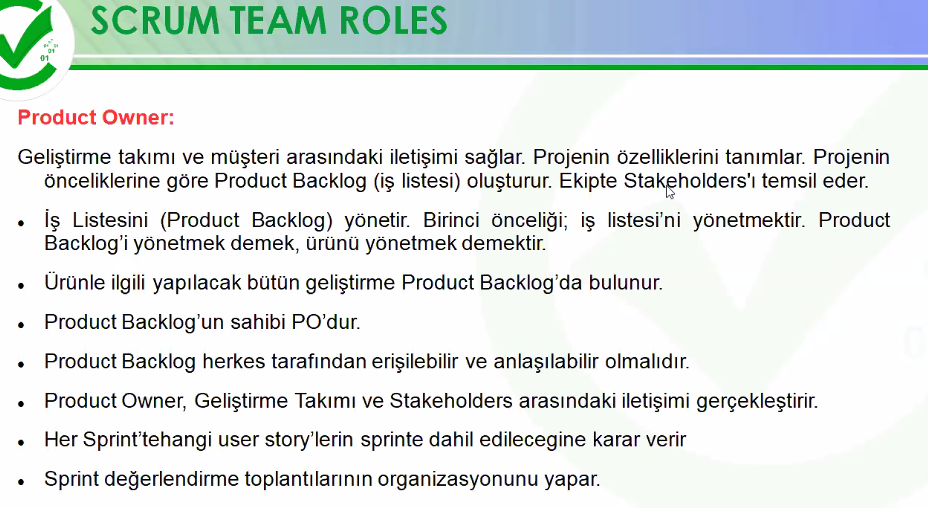 SCRUM TEAM ROLES
01
01
01
Product Owner:
Geliştirme takımı ve müşteri arasındaki iletişimi sağlar. Projenin özelliklerini tanımlar. Projenin
önceliklerine göre Product Backlog (iş listesi) oluşturur. Ekipte Stakeholders'ı temsil eder.
• İş Listesini (Product Backlog) yönetir. Birinci önceliği; iş listesi’ni yönetmektir. Product
Backlog’i yönetmek demek, ürünü yönetmek demektir.
• Ürünle ilgili yapılacak bütün geliştirme Product Backlog’da bulunur.
• Product Backlog’un sahibi PO’dur.
• Product Backlog herkes tarafından erişilebilir ve anlaşılabilir olmalıdır.
• Product Owner, Geliştirme Takımı ve Stakeholders arasındaki iletişimi gerçekleştirir.
• Her Sprint’tehangi user story’lerin sprinte dahil edilecegine karar verir
• Sprint değerlendirme toplantılarının organizasyonunu yapar.